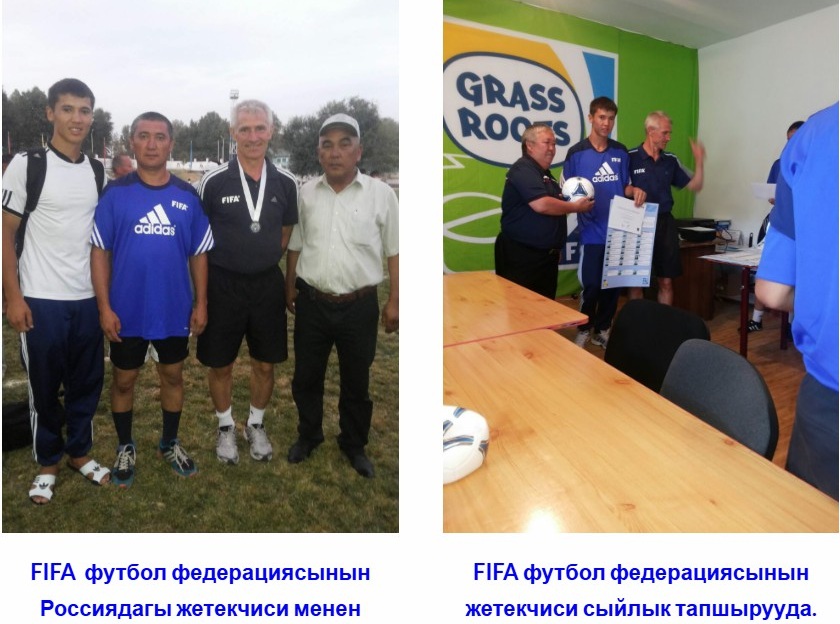 FIFA
adidas
FIFA
GRASS
ROOTS
FIFA
adidas
FIFA футбол федерациясынын
Россиядагы жетекчиси менен
FIFA футбол федерациясынын
жетекчиси сыйлык тапшырууда.